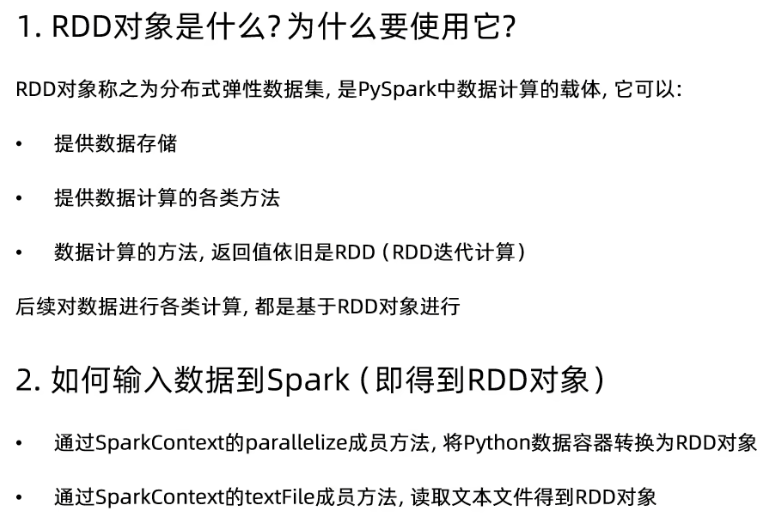 1. RDD对象是什么?为什么要使用它?
RDD对象称之为分布式弹性数据集, 是PySpark中数据计算的载体, 它可以:
• 提供数据存储
• 提供数据计算的各类方法
• 数据计算的方法, 返回值依旧是RDD (RDD迭代计算)
后续对数据进行各类计算, 都是基于RDD对象进行
2. 如何输入数据到Spark (即得到RDD对象)
• 通过SparkContext的parallelize成员方法, 将Python数据容器转换为RDD对象
• 通过SparkContext的textFile成员方法, 读取文本文件得到RDD对象